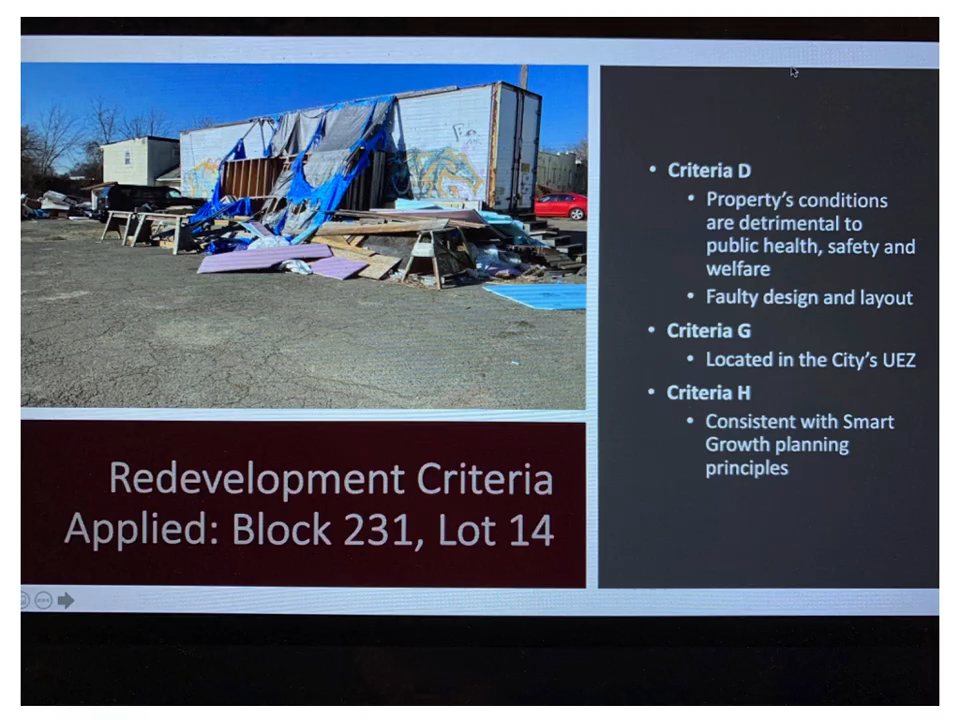 Criteria D
Property's conditions
are detrimental to
public health, safety and
welfare
Faulty design and layout
Criteria G
Located in the City's UEZ
Criteria H
Consistent with Smart
Growth planning
principles
Redevelopment Criteria
Applied: Block 231, Lot 14